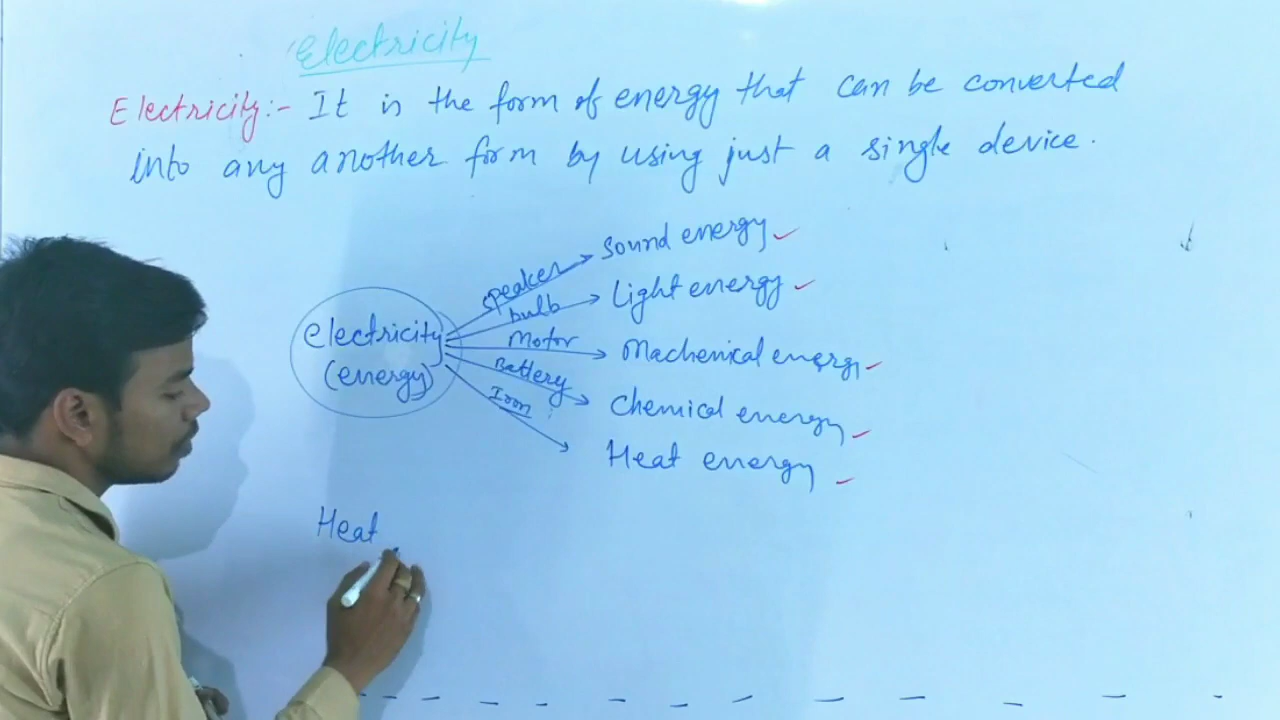 Electricity
Electricity:- It is the form of energy that can be converted
into any another form by using just a single device.
speaker Sound energy
bulb Light energy
electricity Motor Machenical energy
(energy) Battery Chemical energy
Iron Heat energy
Heat